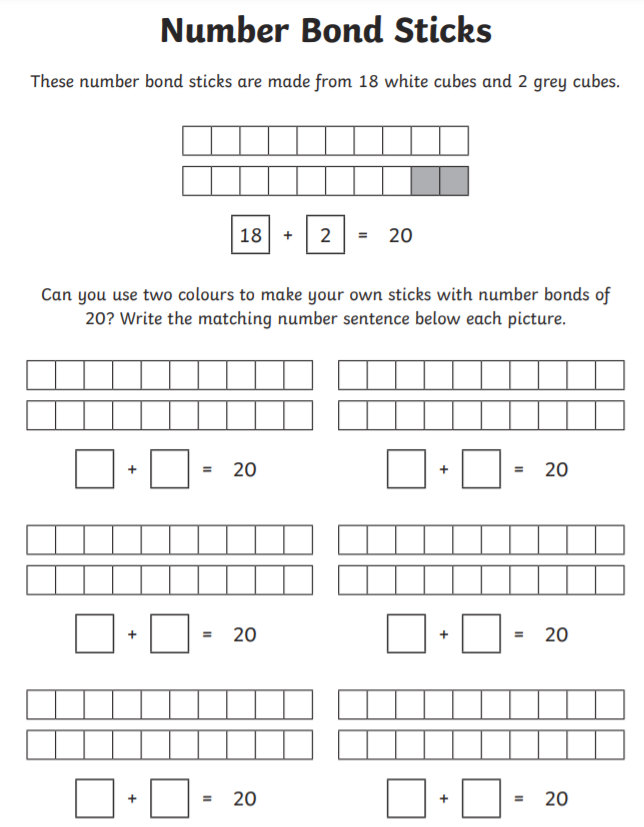 Number Bond Sticks
These number bond sticks are made from 18 white cubes and 2 grey cubes.
18 + 2 = 20
Can you use two colours to make your own sticks with number bonds of
20? Write the matching number sentence below each picture.
+ = 20 + = 20
+ = 20 + = 20
+ = 20 + = 20